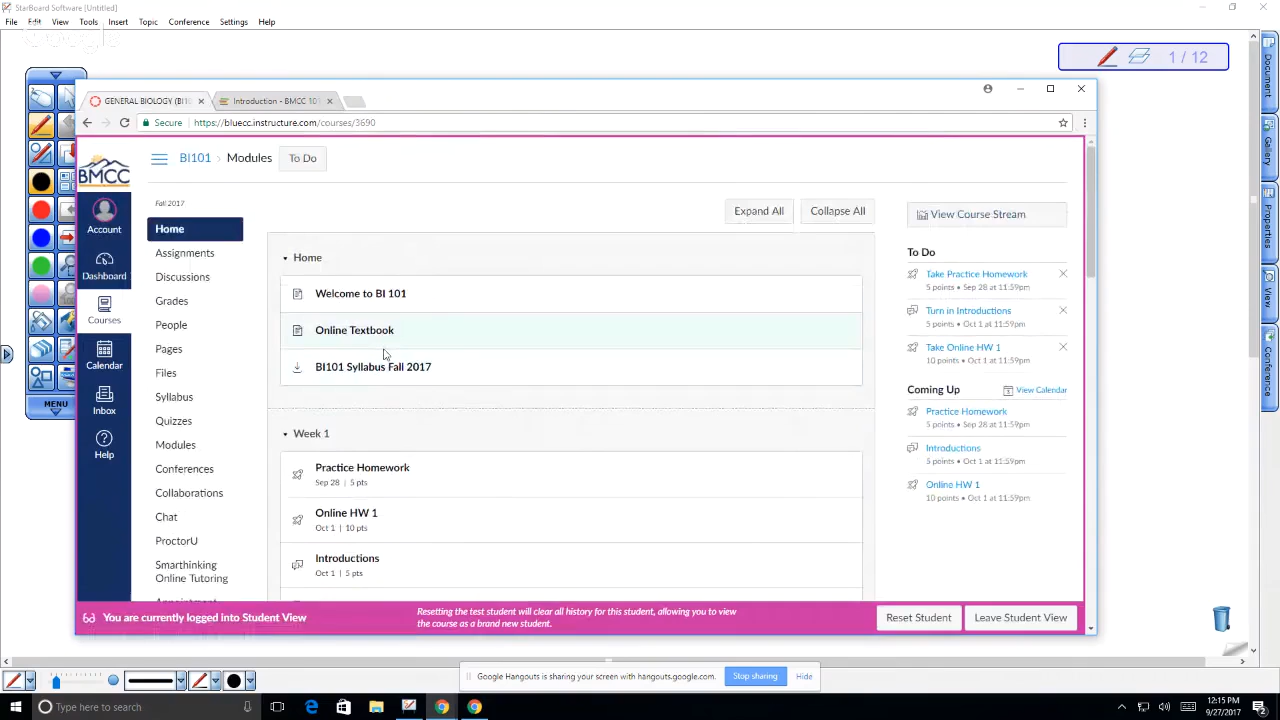 StarBoard Software [Untitled]
File Edit View Tools Insert Topic Conference Settings Help
1 / 12
GENERAL BIOLOGY (BI1
Introduction - BMCC 101
Secure
https://bluecc.instructure.com/courses/3690
BMCC
BI101 › Modules
To Do
Fall 2017
Account
Dashboard
Courses
Calendar
Inbox
Help
Home
Assignments
Discussions
Grades
People
Pages
Files
Syllabus
Quizzes
Modules
Conferences
Collaborations
Chat
ProctorU
Smarthinking
Online Tutoring
Expand All
Collapse All
Home
Welcome to BI 101
Online Textbook
BI101 Syllabus Fall 2017
Week 1
Practice Homework
Sep 28 | 5 pts
Online HW 1
Oct 1 | 10 pts
Introductions
Oct 1 | 5 pts
View Course Stream
To Do
Take Practice Homework
5 points • Sep 28 at 11:59pm
Turn in Introductions
5 points • Oct 1 at 11:59pm
Take Online HW 1
10 points • Oct 1 at 11:59pm
Coming Up
View Calendar
Practice Homework
5 points • Sep 28 at 11:59pm
Introductions
5 points • Oct 1 at 11:59pm
Online HW 1
10 points • Oct 1 at 11:59pm
You are currently logged into Student View
Resetting the test student will clear all history for this student, allowing you to view
the course as a brand new student.
Reset Student
Leave Student View
MENU
Document
Gallery
Properties
View
Conference
Google Hangouts is sharing your screen with hangouts.google.com.
Stop sharing
Hide
Type here to search
12:15 PM
9/27/2017
2